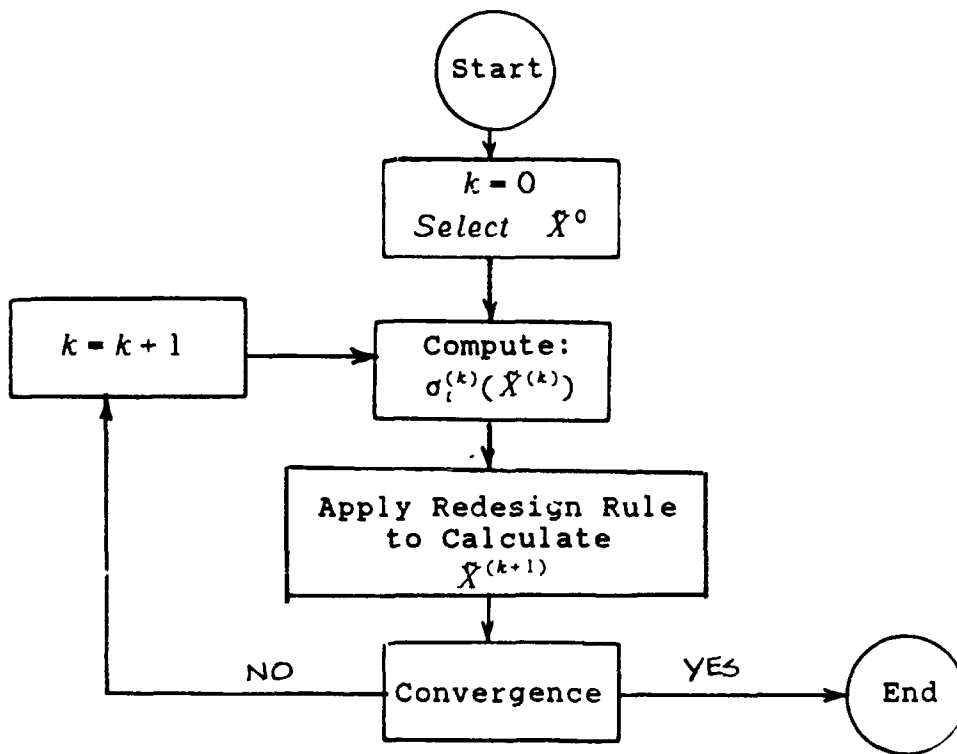 Start
k = 0
Select X̃⁰
k = k + 1
Compute:
σᵢ⁽ᵏ⁾(X̃⁽ᵏ⁾)
Apply Redesign Rule
to Calculate
X̃⁽ᵏ⁺¹⁾
NO
Convergence
YES
End